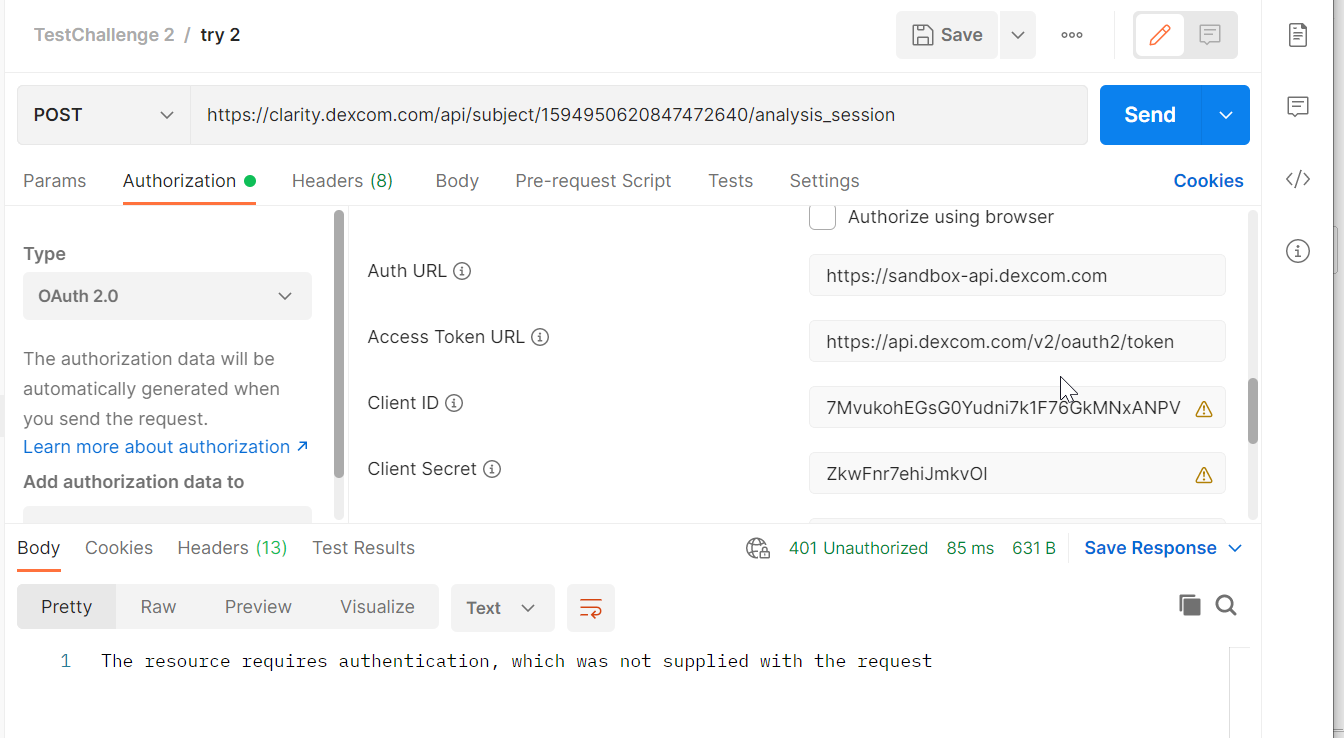 TestChallenge 2 / try 2
Save
POST
https://clarity.dexcom.com/api/subject/1594950620847472640/analysis_session
Send
Params
Authorization
Headers (8)
Body
Pre-request Script
Tests
Settings
Cookies
Type
OAuth 2.0
The authorization data will be
automatically generated when
you send the request.
Learn more about authorization ↗
Add authorization data to
Authorize using browser
Auth URL
https://sandbox-api.dexcom.com
Access Token URL
https://api.dexcom.com/v2/oauth2/token
Client ID
7MvukohEGsG0Yudni7k1F76GkMNxANPV
Client Secret
ZkwFnr7ehiJmkvOI
Body
Cookies
Headers (13)
Test Results
401 Unauthorized
85 ms
631 B
Save Response
Pretty
Raw
Preview
Visualize
Text
1 The resource requires authentication, which was not supplied with the request